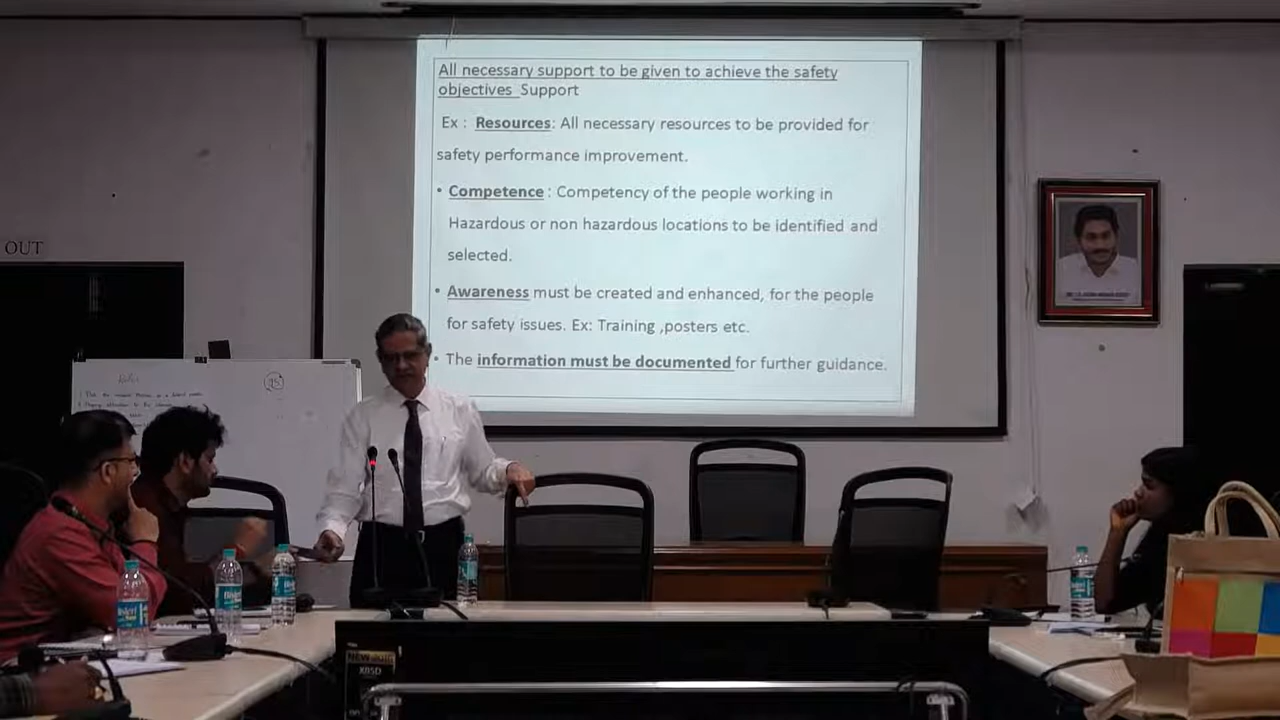 All necessary support to be given to achieve the safety
objectives Support
Ex : Resources: All necessary resources to be provided for
safety performance improvement.
• Competence : Competency of the people working in
Hazardous or non hazardous locations to be identified and
selected.
• Awareness must be created and enhanced, for the people
for safety issues. Ex: Training ,posters etc.
• The information must be documented for further guidance.
OUT
Bisleri